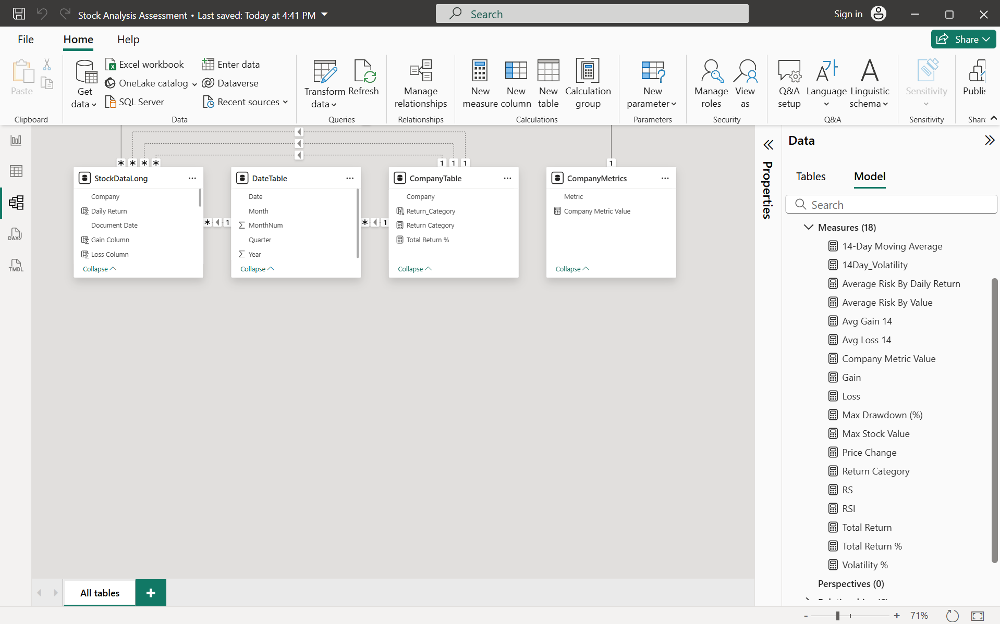 Stock Analysis Assessment • Last saved: Today at 4:41 PM
Search
Sign in
File
Home
Help
Share
Paste
Clipboard
Get data
Excel workbook
OneLake catalog
SQL Server
Enter data
Dataverse
Recent sources
Data
Transform data
Refresh
Queries
Manage relationships
Relationships
New measure
New column
New table
Calculation group
Calculations
New parameter
Parameters
Manage roles
View as
Security
Q&A setup
Language
Linguistic schema
Q&A
Sensitivity
Sensitivity
Publis
Share
DAX
TMDL
* * * *
1 1 1
1
StockDataLong
Company
Daily Return
Document Date
Gain Column
Loss Column
Collapse
* 1
DateTable
Date
Month
MonthNum
Quarter
Year
Collapse
* 1
CompanyTable
Company
Return_Category
Return Category
Total Return %
Collapse
CompanyMetrics
Metric
Company Metric Value
Collapse
Properties
Data
Tables
Model
Search
Measures (18)
14-Day Moving Average
14Day_Volatility
Average Risk By Daily Return
Average Risk By Value
Avg Gain 14
Avg Loss 14
Company Metric Value
Gain
Loss
Max Drawdown (%)
Max Stock Value
Price Change
Return Category
RS
RSI
Total Return
Total Return %
Volatility %
Perspectives (0)
All tables
+
- + 71%